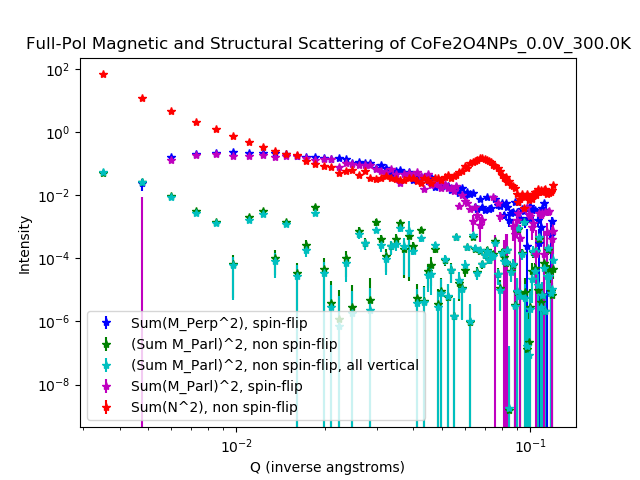 Full-Pol Magnetic and Structural Scattering of CoFe2O4NPs_0.0V_300.0K
10^2
10^0
10^-2
10^-4
10^-6
10^-8
Intensity
Sum(M_Perp^2), spin-flip
(Sum M_Parl)^2, non spin-flip
(Sum M_Parl)^2, non spin-flip, all vertical
Sum(M_Parl)^2, spin-flip
Sum(N^2), non spin-flip
10^-2 10^-1
Q (inverse angstroms)